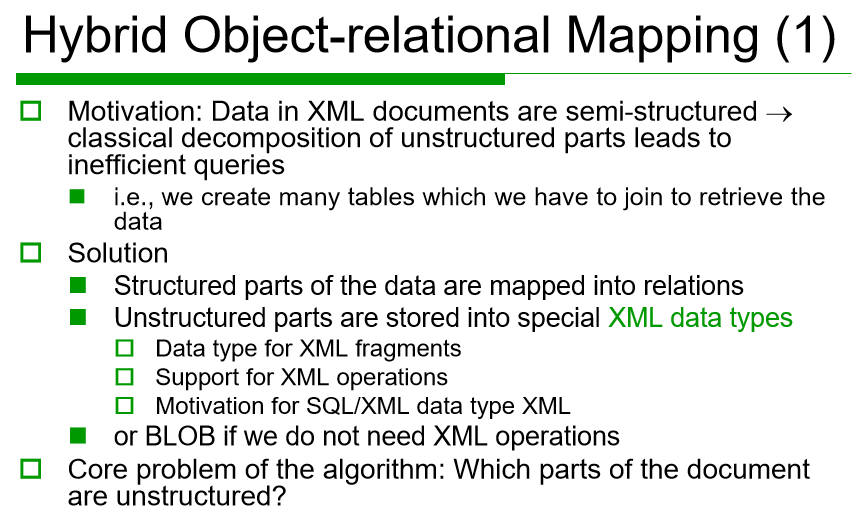 Hybrid Object-relational Mapping (1)
Motivation: Data in XML documents are semi-structured →
classical decomposition of unstructured parts leads to
inefficient queries
i.e., we create many tables which we have to join to retrieve the
data
Solution
Structured parts of the data are mapped into relations
Unstructured parts are stored into special XML data types
Data type for XML fragments
Support for XML operations
Motivation for SQL/XML data type XML
or BLOB if we do not need XML operations
Core problem of the algorithm: Which parts of the document
are unstructured?